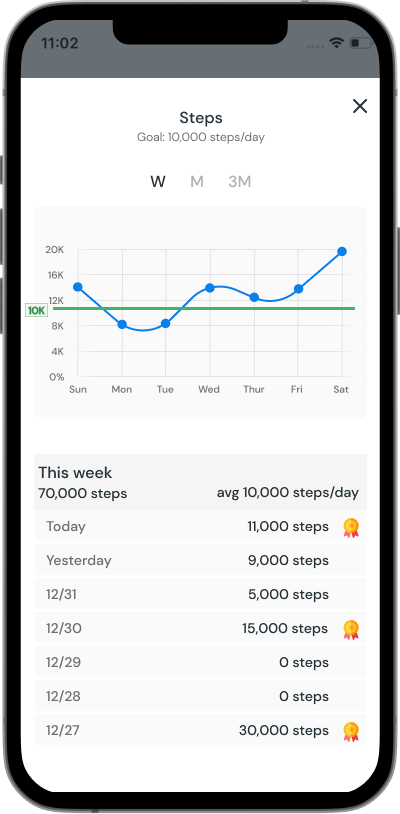 11:02
Steps
Goal: 10,000 steps/day
W M 3M
20K
16K
12K
10K
8K
4K
0%
Sun Mon Tue Wed Thur Fri Sat
This week
70,000 steps avg 10,000 steps/day
Today 11,000 steps
Yesterday 9,000 steps
12/31 5,000 steps
12/30 15,000 steps
12/29 0 steps
12/28 0 steps
12/27 30,000 steps